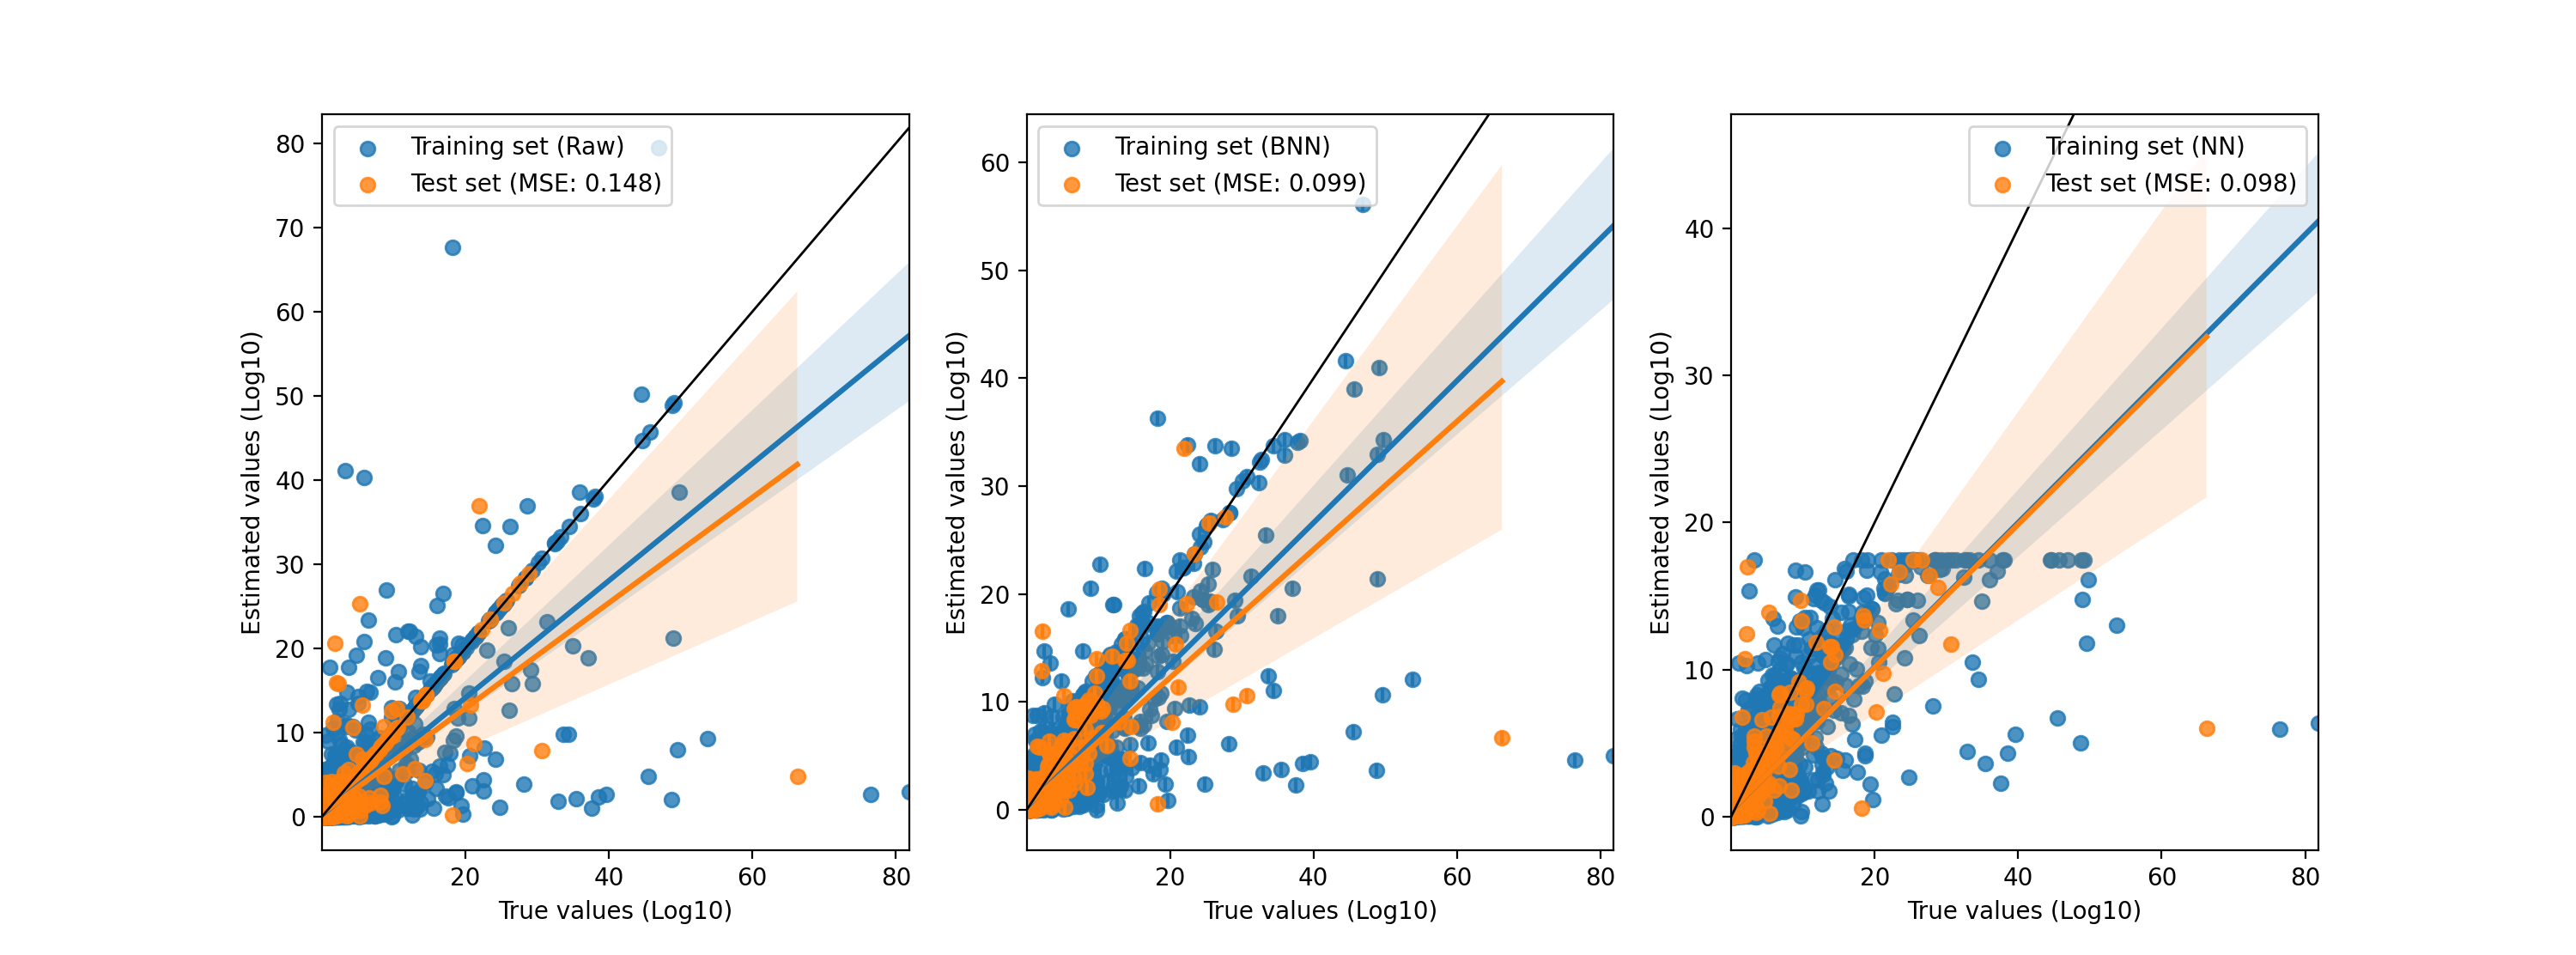 Training set (Raw)
Test set (MSE: 0.148)
80
70
60
50
40
30
20
10
0
20
40
60
80
Estimated values (Log10)
True values (Log10)
Training set (BNN)
Test set (MSE: 0.099)
60
50
40
30
20
10
0
20
40
60
80
Estimated values (Log10)
True values (Log10)
Training set (NN)
Test set (MSE: 0.098)
40
30
20
10
0
20
40
60
80
Estimated values (Log10)
True values (Log10)